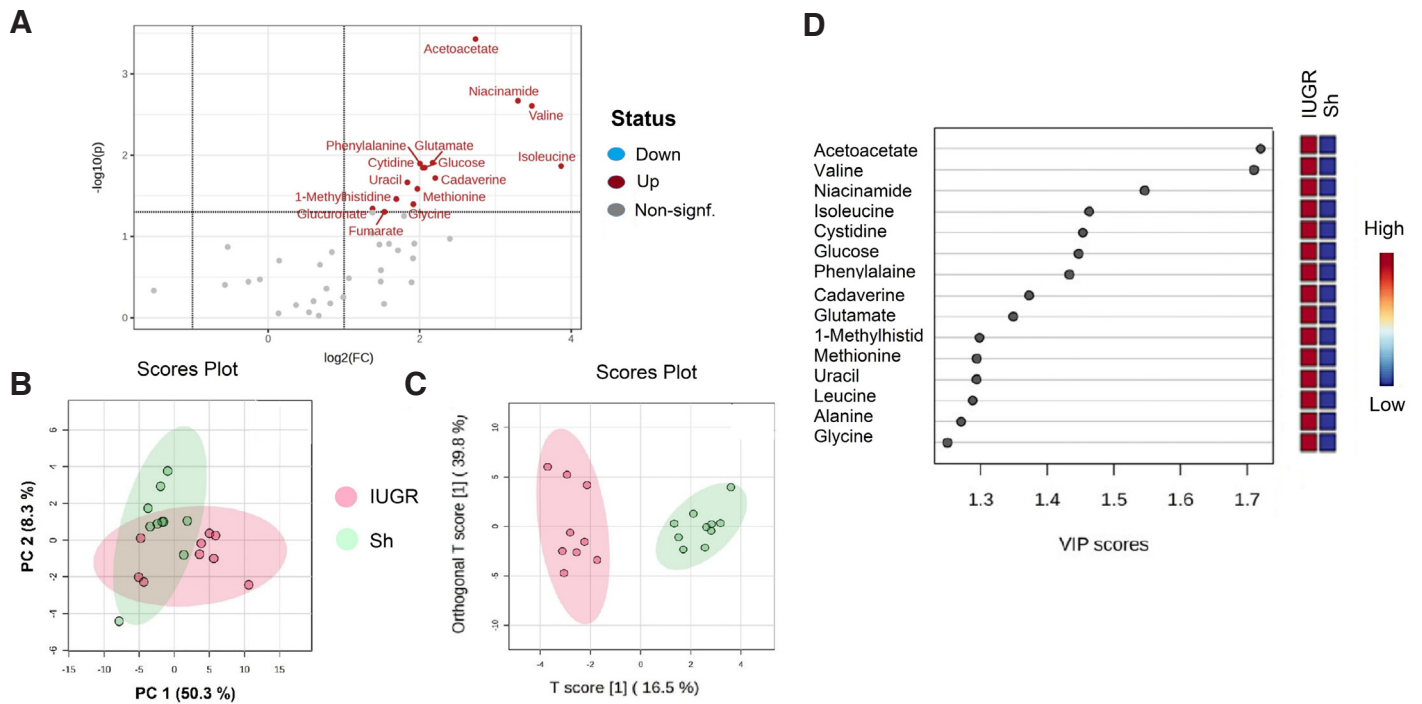 A
Acetoacetate
Niacinamide
Valine
Phenylalanine
Glutamate
Cytidine
Glucose
Isoleucine
Uracil
Cadaverine
1-Methylhistidine
Methionine
Glucuronate
Glycine
Fumarate
3
2
1
0
-log10(p)
0
2
4
log2(FC)
Status
Down
Up
Non-signf.
B
Scores Plot
6
4
2
0
-2
-4
-6
PC 2 (8.3 %)
-15
-10
-5
0
5
10
15
PC 1 (50.3 %)
IUGR
Sh
C
Scores Plot
10
5
0
-5
-10
Orthogonal T score [1] ( 39.8 %)
-4
-2
0
2
4
T score [1] ( 16.5 %)
D
IUGR
Sh
Acetoacetate
Valine
Niacinamide
Isoleucine
Cystidine
Glucose
Phenylalaine
Cadaverine
Glutamate
1-Methylhistid
Methionine
Uracil
Leucine
Alanine
Glycine
1.3
1.4
1.5
1.6
1.7
VIP scores
High
Low